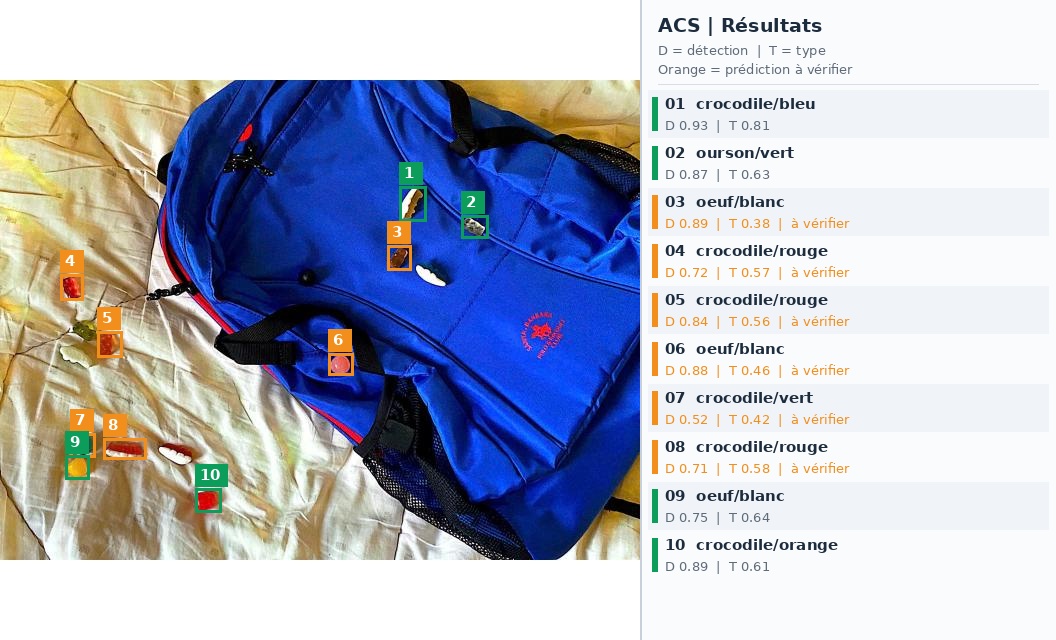 ACS | Résultats
D = détection | T = type
Orange = prédiction à vérifier
01 crocodile/bleu
D 0.93 | T 0.81
02 ourson/vert
D 0.87 | T 0.63
03 oeuf/blanc
D 0.89 | T 0.38 | à vérifier
04 crocodile/rouge
D 0.72 | T 0.57 | à vérifier
05 crocodile/rouge
D 0.84 | T 0.56 | à vérifier
06 oeuf/blanc
D 0.88 | T 0.46 | à vérifier
07 crocodile/vert
D 0.52 | T 0.42 | à vérifier
08 crocodile/rouge
D 0.71 | T 0.58 | à vérifier
09 oeuf/blanc
D 0.75 | T 0.64
10 crocodile/orange
D 0.89 | T 0.61
1
2
3
4
5
6
7
8
9
10
SANTA BARBARA